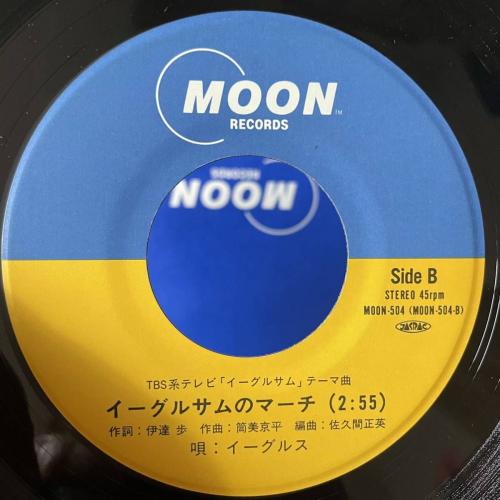 MOON™
RECORDS
RECORDS
MOON
Side B
STEREO 45rpm
MOON-504 (MOON-504-B)
JASRAC
TBS系テレビ「イーグルサム」テーマ曲
イーグルサムのマーチ (2:55)
作詞:伊達 歩 作曲:筒美京平 編曲:佐久間正英
唄:イーグルス